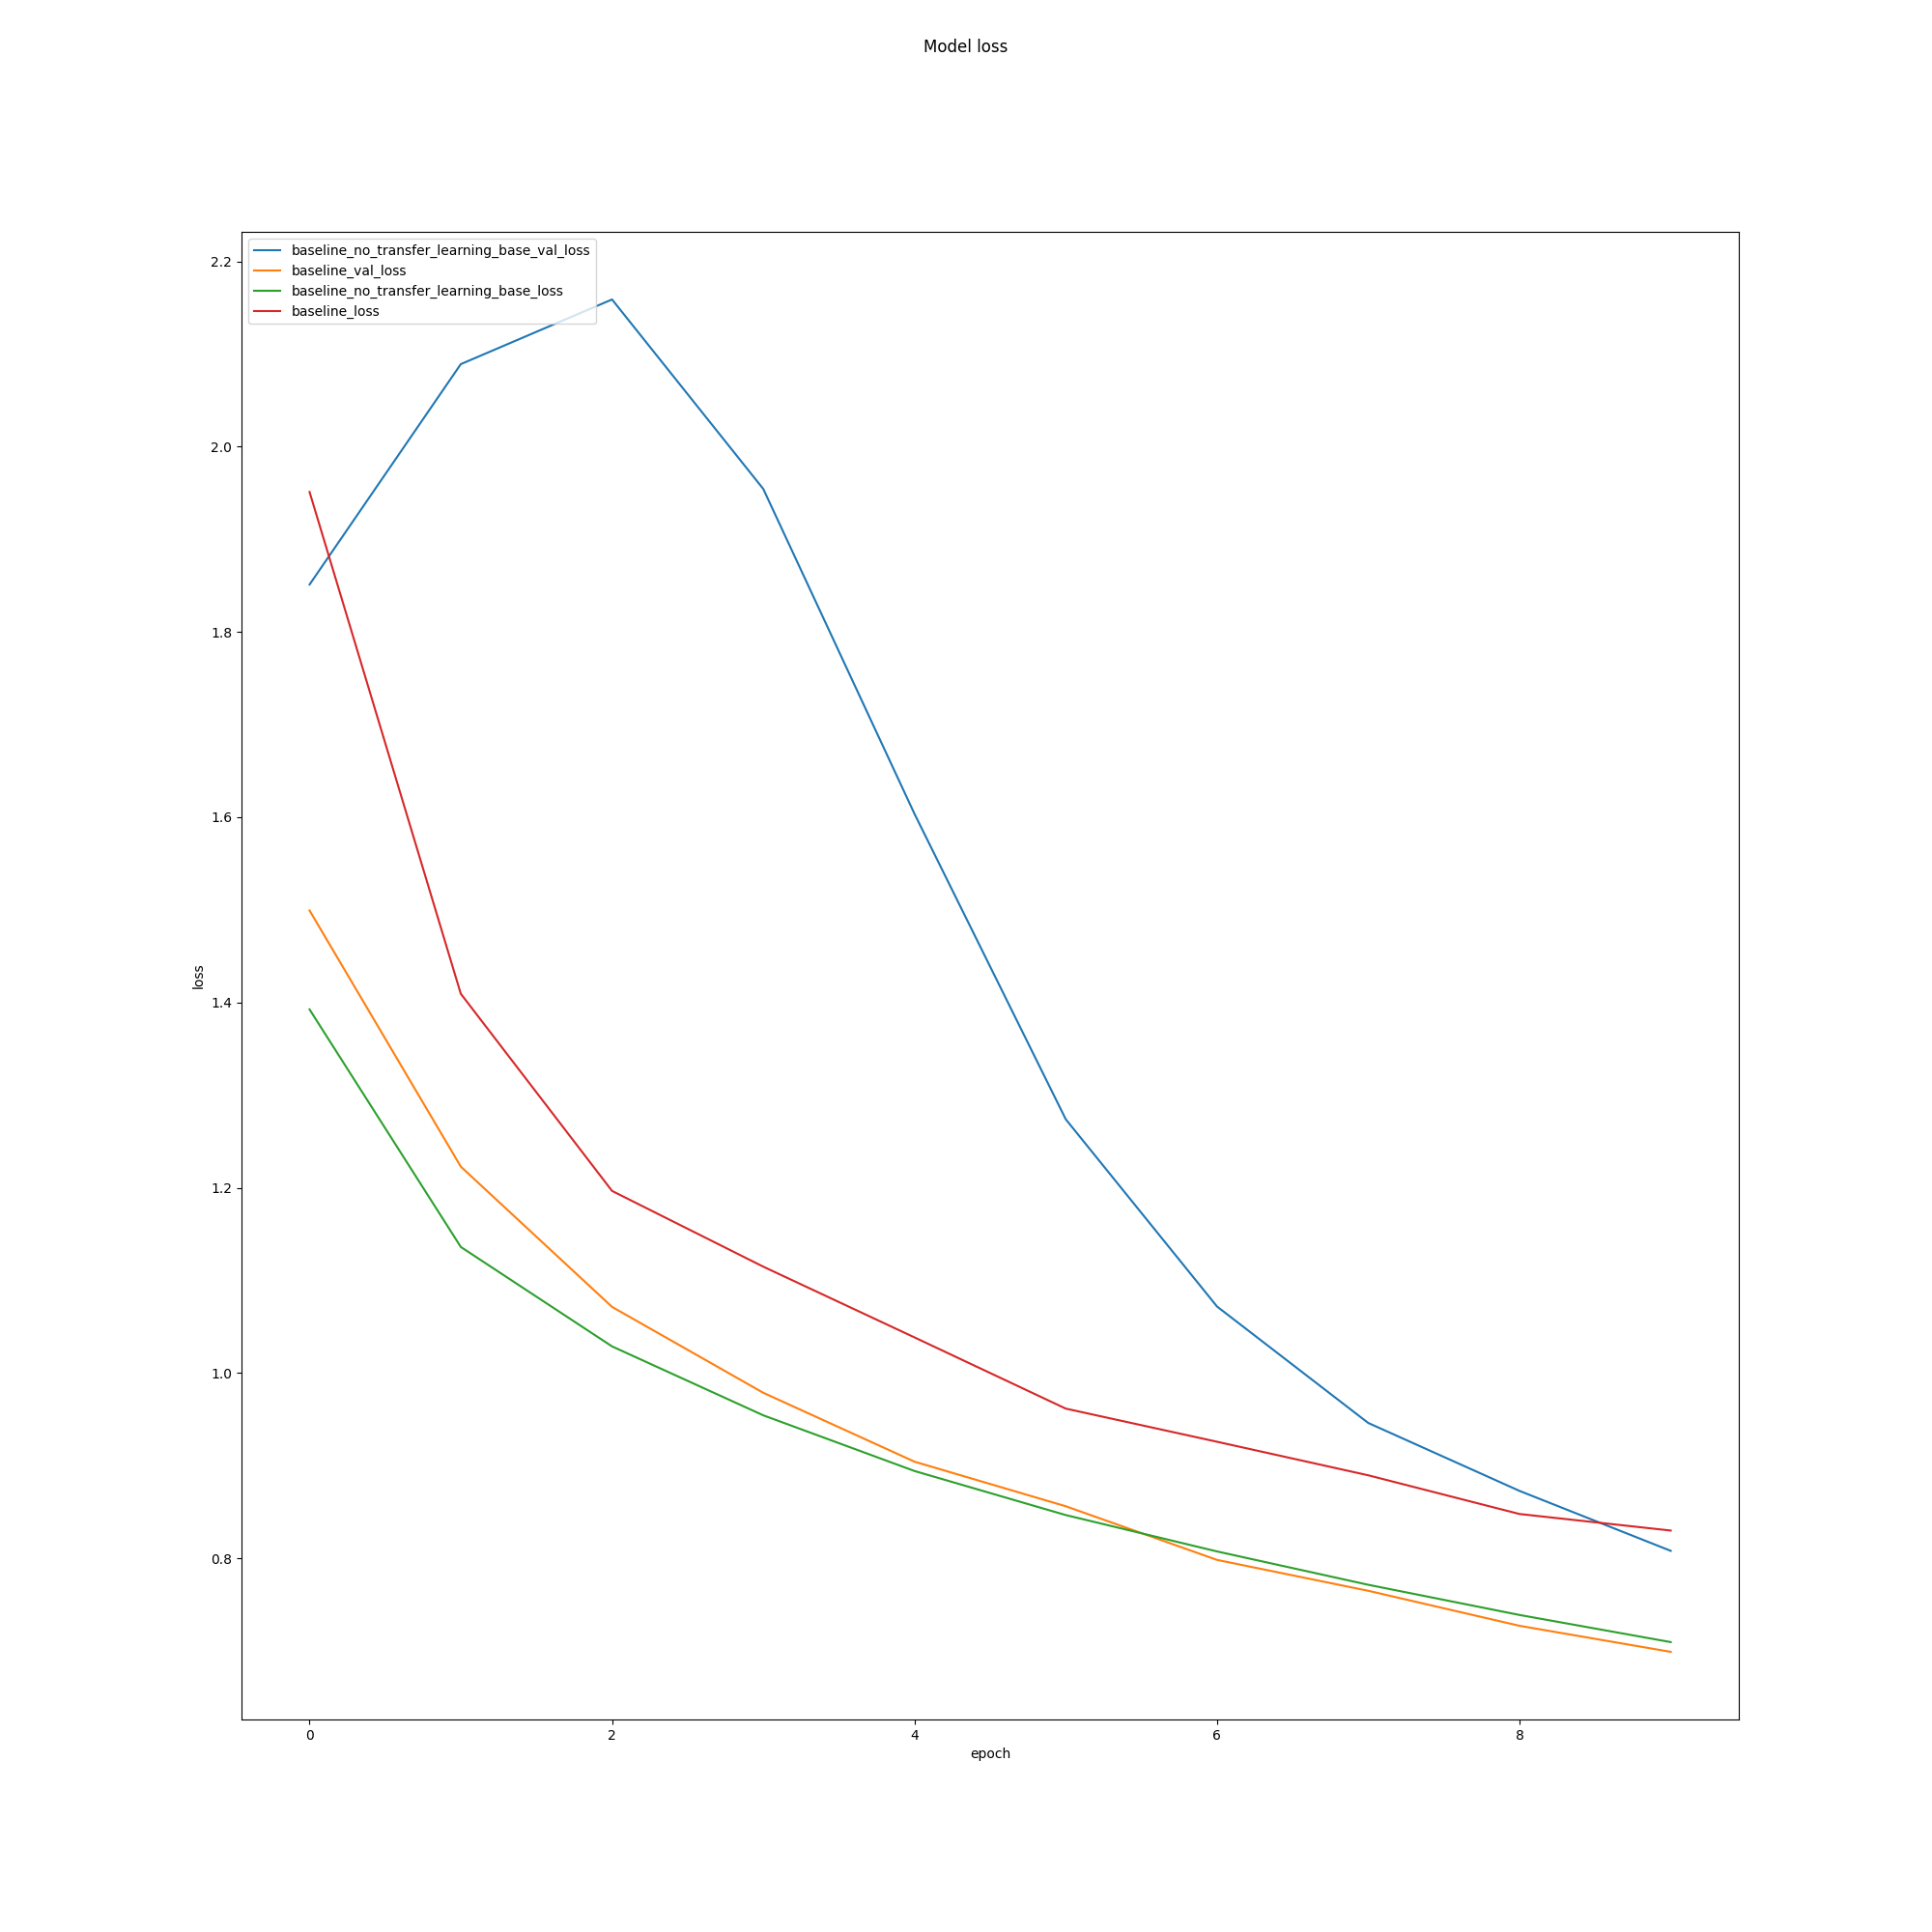 Model loss
baseline_no_transfer_learning_base_val_loss
baseline_val_loss
baseline_no_transfer_learning_base_loss
baseline_loss
2.2
2.0
1.8
1.6
1.4
1.2
1.0
0.8
loss
0 2 4 6 8
epoch